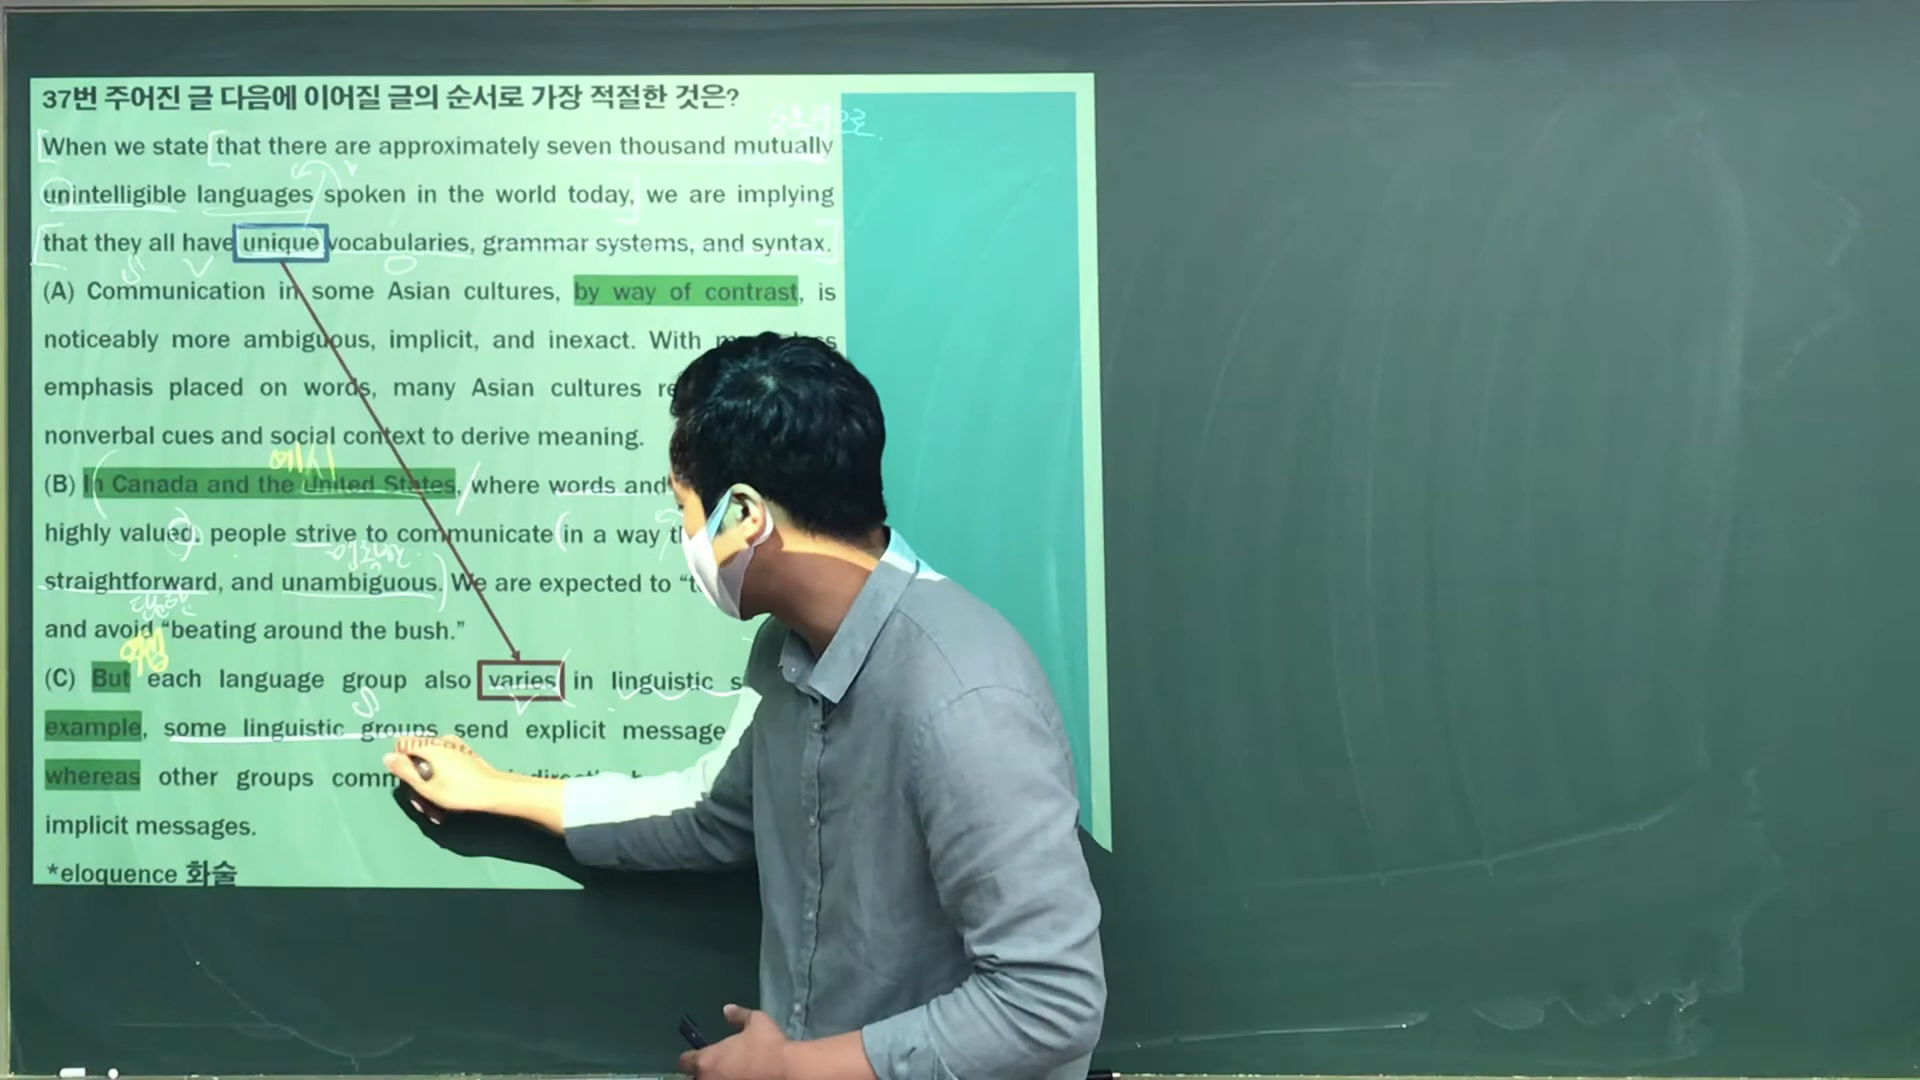 37번 주어진 글 다음에 이어질 글의 순서로 가장 적절한 것은?
When we state that there are approximately seven thousand mutually
unintelligible languages spoken in the world today, we are implying
that they all have unique vocabularies, grammar systems, and syntax.
(A) Communication in some Asian cultures, by way of contrast, is
noticeably more ambiguous, implicit, and inexact. With
emphasis placed on words, many Asian cultures
nonverbal cues and social context to derive meaning.
예시
(B) In Canada and the United States, where words and
highly valued, people strive to communicate in a way
straightforward, and unambiguous. We are expected to
and avoid “beating around the bush.”
(C) But each language group also varies in linguistic
example, some linguistic groups send explicit message
whereas other groups
implicit messages.
*eloquence 화술